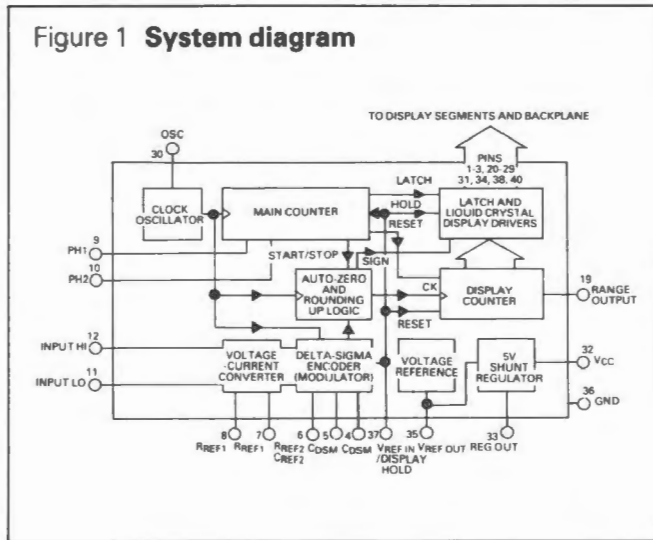 Figure 1 System diagram
TO DISPLAY SEGMENTS AND BACKPLANE
OSC
30
PINS
1-3, 20-29
31, 34, 38, 40
CLOCK
OSCILLATOR
MAIN COUNTER
LATCH
HOLD
RESET
LATCH AND
LIQUID CRYSTAL
DISPLAY DRIVERS
9
PH1
10
PH2
START/STOP
SIGN
AUTO-ZERO
AND
ROUNDING
UP LOGIC
CK
DISPLAY
COUNTER
19
RANGE
OUTPUT
RESET
12
INPUT HI
11
INPUT LO
VOLTAGE
-CURRENT
CONVERTER
DELTA-SIGMA
ENCODER
(MODULATOR)
VOLTAGE
REFERENCE
5V
SHUNT
REGULATOR
32
VCC
36
GND
8 7 6 5 4 37 35 33
RREF1 RREF1 RREF2 CDSM CDSM VREF IN VREF OUT REG OUT
CREF2 /DISPLAY
HOLD